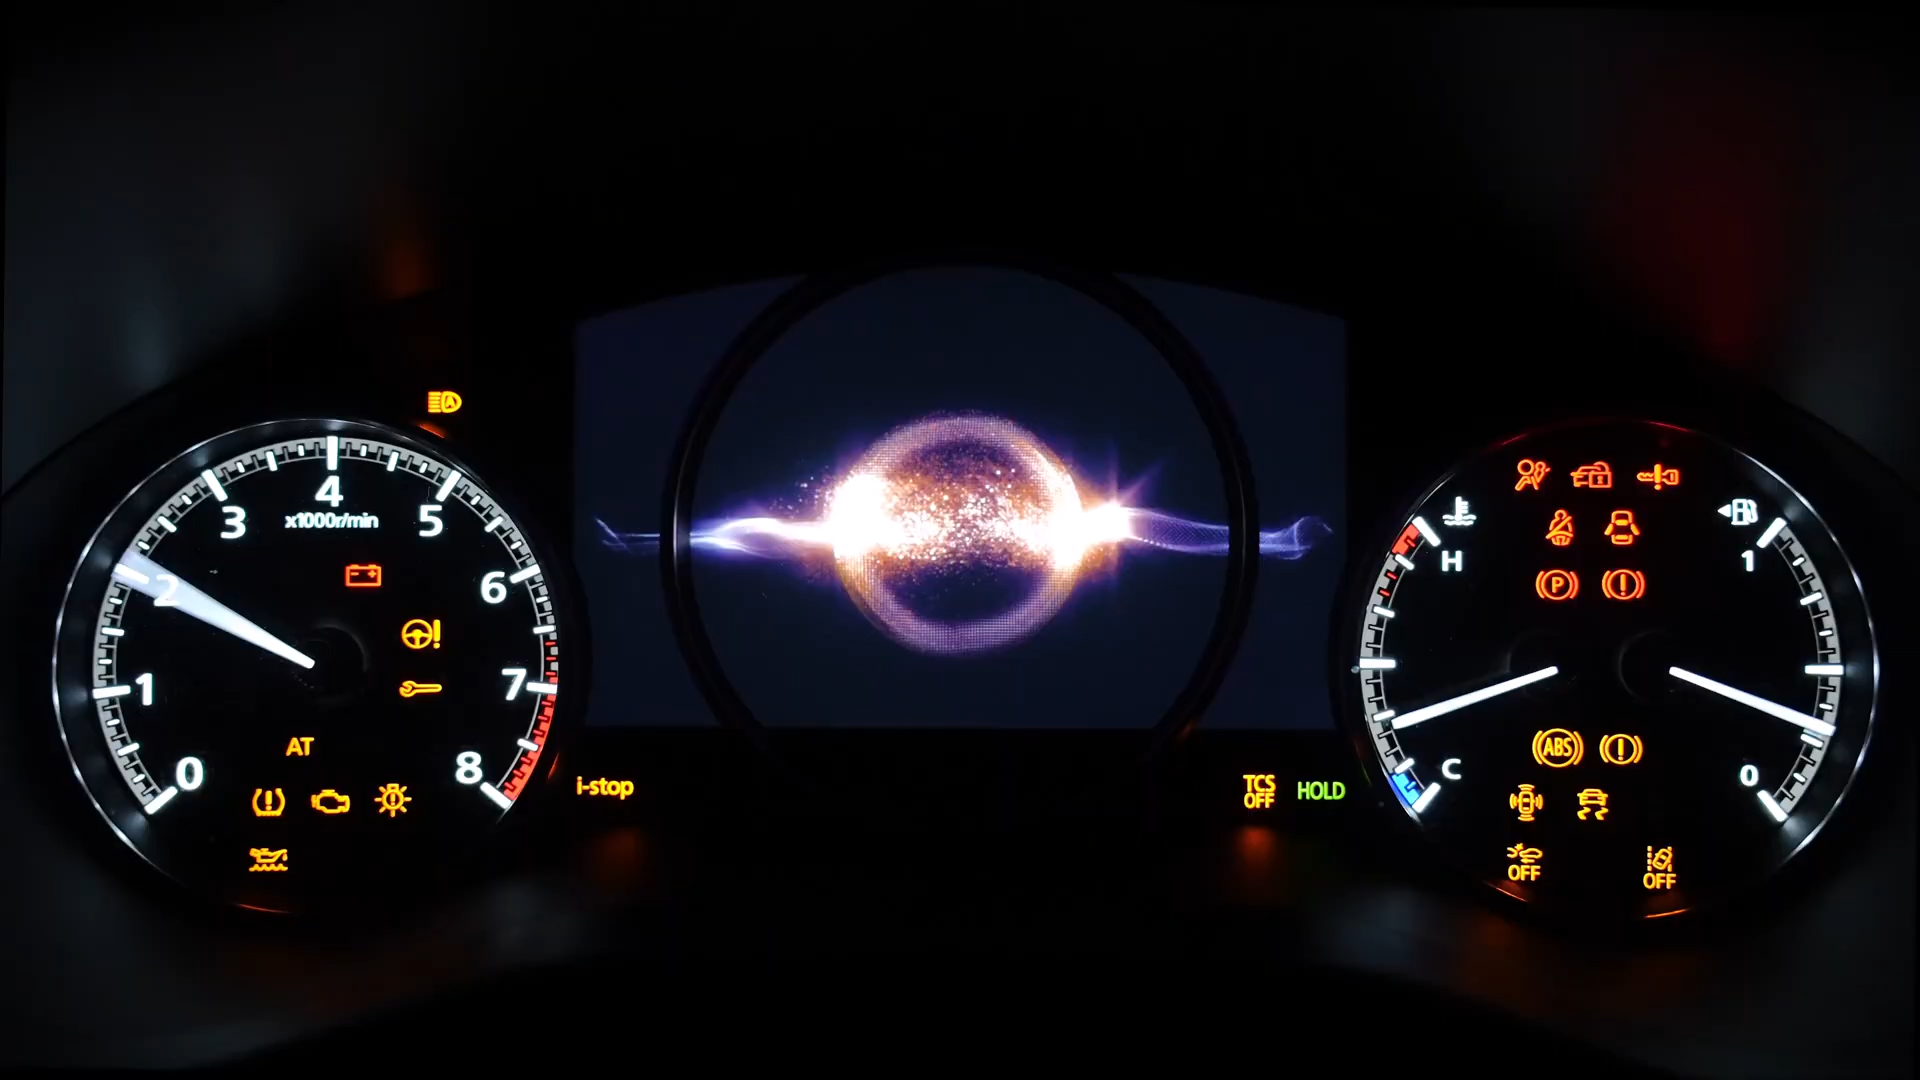 4
3
5
x1000r/min
2
6
1
7
AT
0
8
i-stop
TCS
OFF
HOLD
H
1
P
ABS
C
0
OFF
OFF